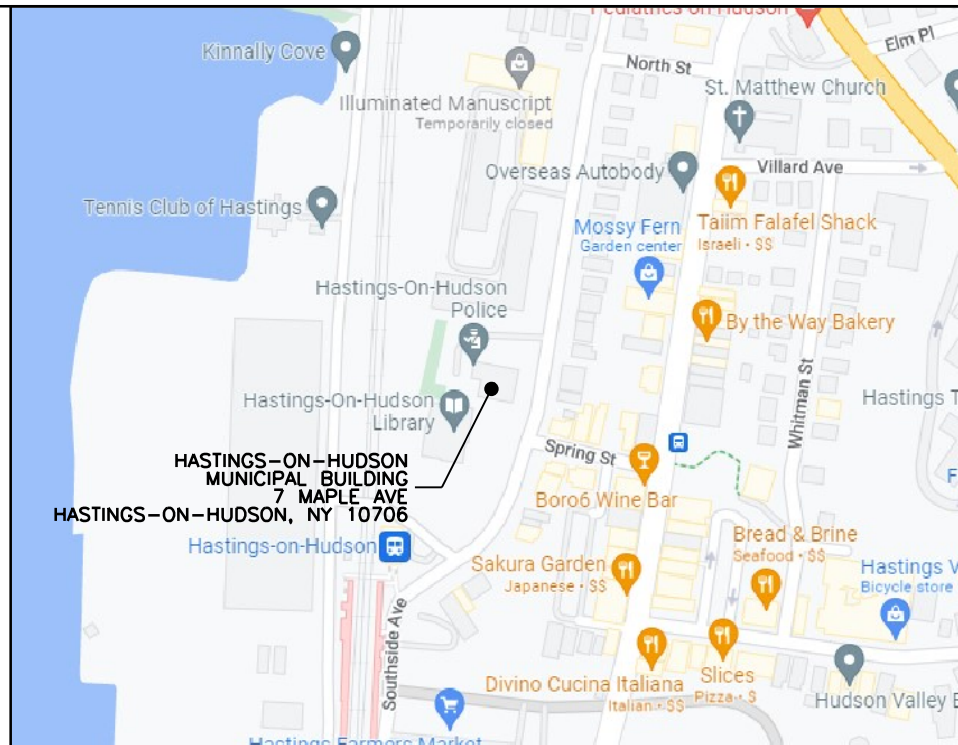 Pediatrics on Hudson
Elm Pl
Kinnally Cove
North St
St. Matthew Church
Illuminated Manuscript
Temporarily closed
Villard Ave
Overseas Autobody
Tennis Club of Hastings
Taïm Falafel Shack
Israeli · $$
Mossy Fern
Garden center
Hastings-On-Hudson
Police
By the Way Bakery
Whitman St
Hastings T
Hastings-On-Hudson
Library
HASTINGS-ON-HUDSON
MUNICIPAL BUILDING
7 MAPLE AVE
HASTINGS-ON-HUDSON, NY 10706
Spring St
F
Boro6 Wine Bar
Bread & Brine
Seafood · $$
Hastings-on-Hudson
Sakura Garden
Japanese · $$
Hastings V
Bicycle store
Southside Ave
Divino Cucina Italiana
Italian · $$
Slices
Pizza · $
Hudson Valley B
Hastings Farmers Market